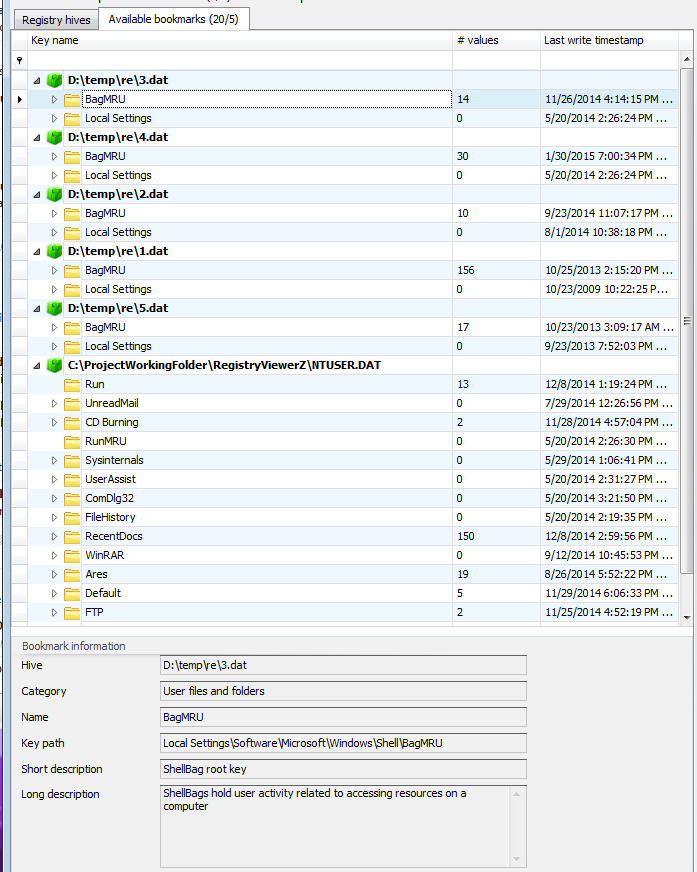 Registry hives Available bookmarks (20/5)
Key name # values Last write timestamp
D:\temp\re\3.dat
BagMRU 14 11/26/2014 4:14:15 PM ...
Local Settings 0 5/20/2014 2:26:24 PM ...
D:\temp\re\4.dat
BagMRU 30 1/30/2015 7:00:34 PM ...
Local Settings 0 5/20/2014 2:26:24 PM ...
D:\temp\re\2.dat
BagMRU 10 9/23/2014 11:07:17 PM ...
Local Settings 0 8/1/2014 10:38:18 PM ...
D:\temp\re\1.dat
BagMRU 156 10/25/2013 2:15:20 PM ...
Local Settings 0 10/23/2009 10:22:25 P...
D:\temp\re\5.dat
BagMRU 17 10/23/2013 3:09:17 AM ...
Local Settings 0 9/23/2013 7:52:03 PM ...
C:\ProjectWorkingFolder\RegistryViewerZ\NTUSER.DAT
Run 13 12/8/2014 1:19:24 PM ...
UnreadMail 0 7/29/2014 12:26:56 PM ...
CD Burning 2 11/28/2014 4:57:04 PM ...
RunMRU 0 5/20/2014 2:26:30 PM ...
Sysinternals 0 5/29/2014 1:06:41 PM ...
UserAssist 0 5/20/2014 2:31:27 PM ...
ComDlg32 0 5/20/2014 3:21:50 PM ...
FileHistory 0 5/20/2014 2:19:35 PM ...
RecentDocs 150 12/8/2014 2:59:56 PM ...
WinRAR 0 9/12/2014 10:45:53 PM ...
Ares 19 8/26/2014 5:52:22 PM ...
Default 5 11/29/2014 6:06:33 PM ...
FTP 2 11/25/2014 4:52:19 PM ...
Bookmark information
Hive D:\temp\re\3.dat
Category User files and folders
Name BagMRU
Key path Local Settings\Software\Microsoft\Windows\Shell\BagMRU
Short description ShellBag root key
Long description ShellBags hold user activity related to accessing resources on a
computer